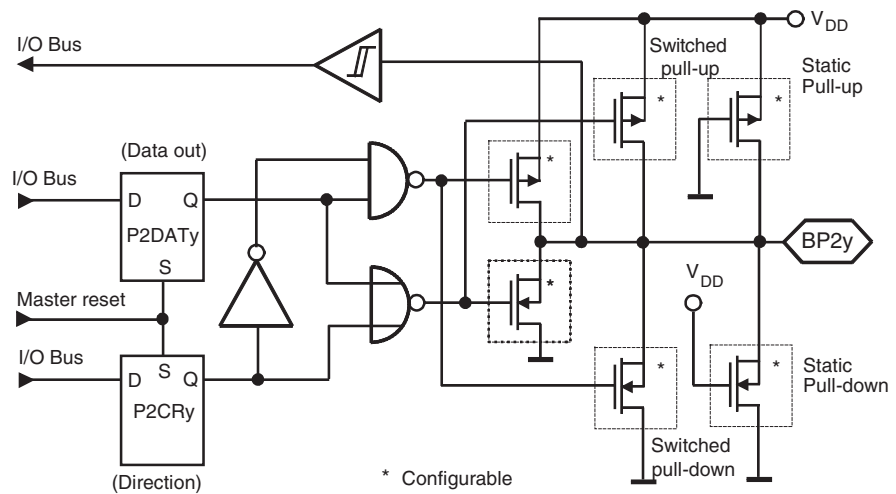 I/O Bus
V DD
Switched
pull-up
Static
Pull-up
*
*
(Data out)
*
I/O Bus
D Q
P2DATy
S
BP2y
V DD
*
Master reset
I/O Bus
S
D Q
P2CRy
*
*
Static
Pull-down
Switched
pull-down
(Direction)
* Configurable